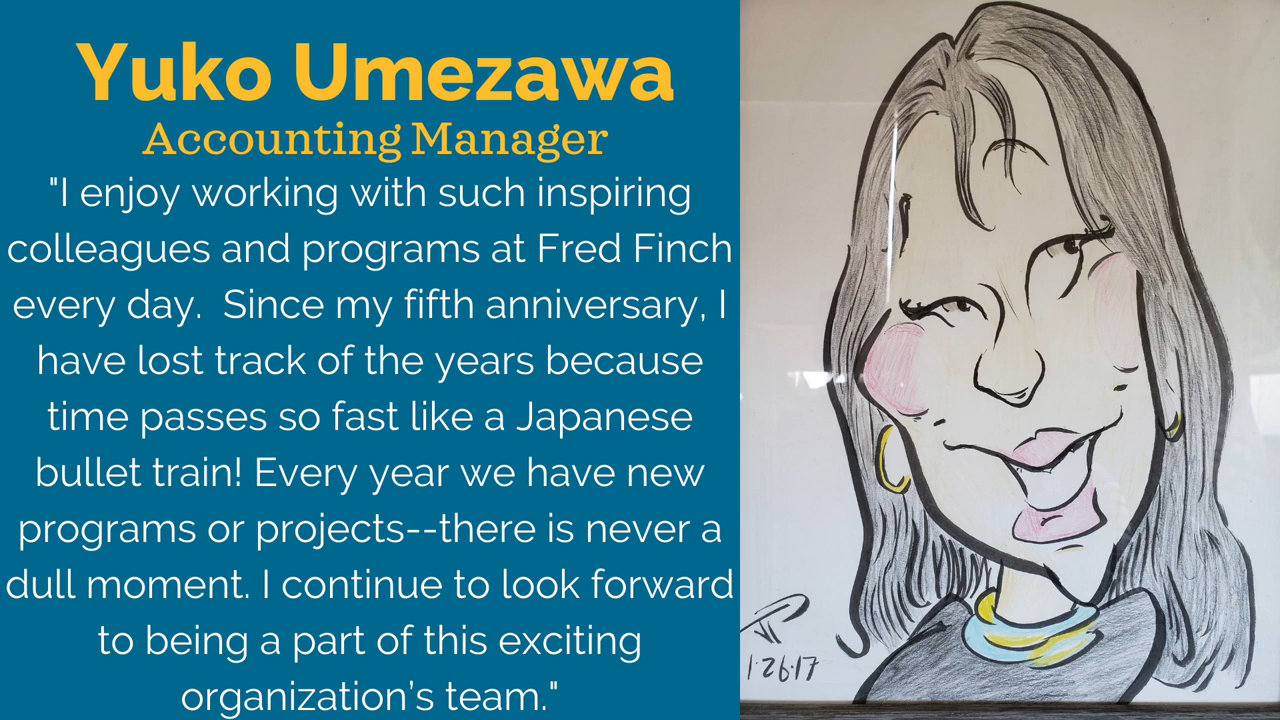 Yuko Umezawa
Accounting Manager
"I enjoy working with such inspiring
colleagues and programs at Fred Finch
every day.  Since my fifth anniversary, I
have lost track of the years because
time passes so fast like a Japanese
bullet train! Every year we have new
programs or projects--there is never a
dull moment. I continue to look forward
to being a part of this exciting
organization’s team."
1·26·17